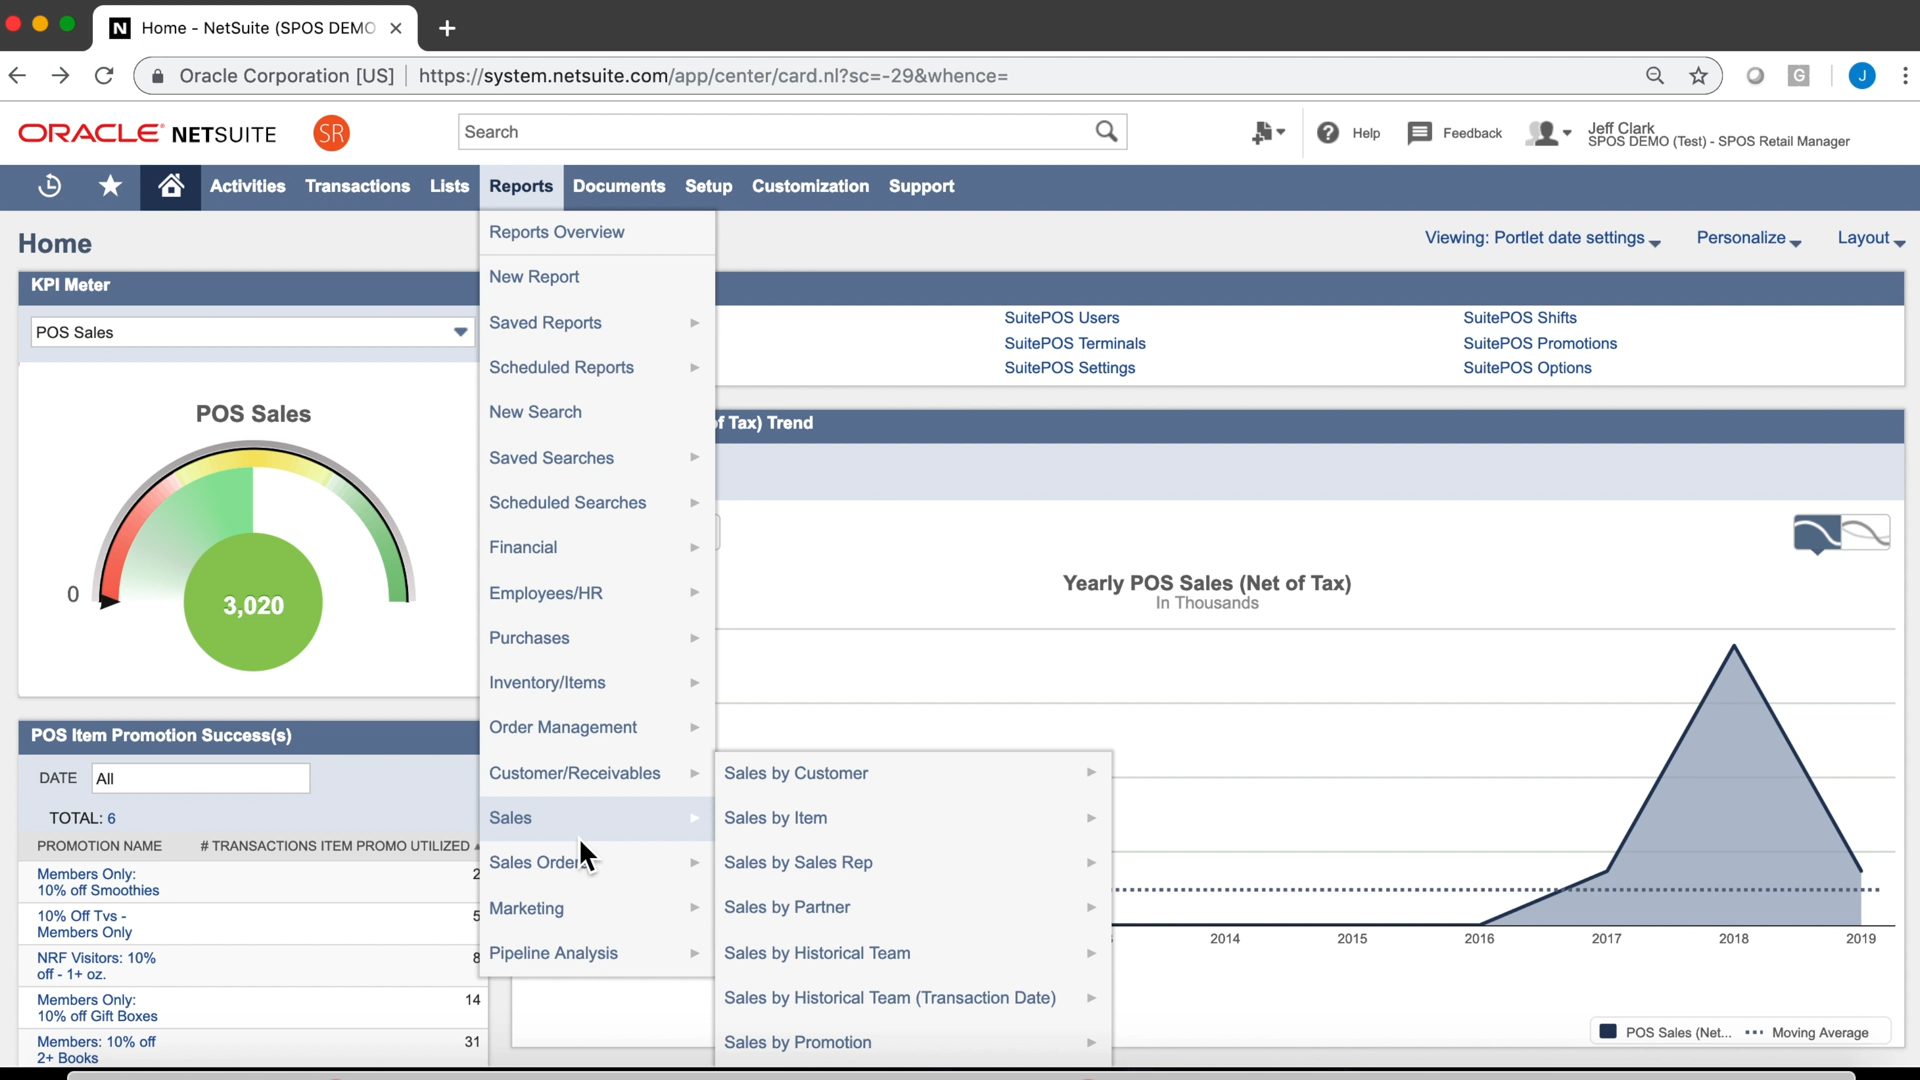 Home - NetSuite (SPOS DEMO
Oracle Corporation [US]
https://system.netsuite.com/app/center/card.nl?sc=-29&whence=
G
J
ORACLE NETSUITE
SR
Search
Help
Feedback
Jeff Clark
SPOS DEMO (Test) - SPOS Retail Manager
Activities
Transactions
Lists
Reports
Documents
Setup
Customization
Support
Home
Viewing: Portlet date settings
Personalize
Layout
KPI Meter
POS Sales
POS Sales
0
3,020
POS Item Promotion Success(s)
DATE
All
TOTAL: 6
PROMOTION NAME
# TRANSACTIONS ITEM PROMO UTILIZED
Members Only:
10% off Smoothies
2
10% Off Tvs -
Members Only
5
NRF Visitors: 10%
off - 1+ oz.
8
Members Only:
10% off Gift Boxes
14
Members: 10% off
2+ Books
31
Reports Overview
New Report
Saved Reports
Scheduled Reports
New Search
Saved Searches
Scheduled Searches
Financial
Employees/HR
Purchases
Inventory/Items
Order Management
Customer/Receivables
Sales
Sales Order
Marketing
Pipeline Analysis
Sales by Customer
Sales by Item
Sales by Sales Rep
Sales by Partner
Sales by Historical Team
Sales by Historical Team (Transaction Date)
Sales by Promotion
SuitePOS Users
SuitePOS Terminals
SuitePOS Settings
SuitePOS Shifts
SuitePOS Promotions
SuitePOS Options
of Tax) Trend
Yearly POS Sales (Net of Tax)
In Thousands
2014
2015
2016
2017
2018
2019
POS Sales (Net...
Moving Average